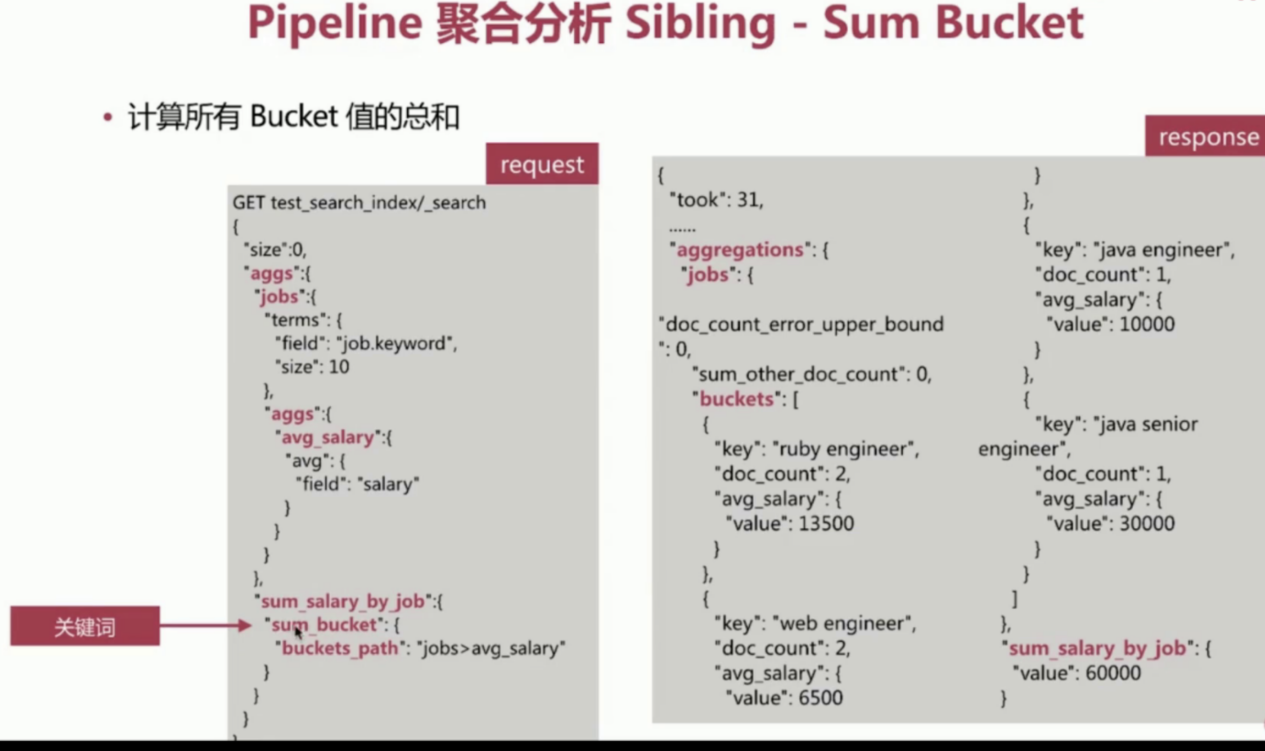 Pipeline 聚合分析 Sibling - Sum Bucket
• 计算所有 Bucket 值的总和
request
GET test_search_index/_search
{
"size":0,
"aggs":{
"jobs":{
"terms": {
"field": "job.keyword",
"size": 10
},
"aggs":{
"avg_salary":{
"avg": {
"field": "salary"
}
}
}
},
"sum_salary_by_job":{
"sum_bucket": {
"buckets_path": "jobs>avg_salary"
}
}
}
关键词
response
{
"took": 31,
......
"aggregations": {
"jobs": {
"doc_count_error_upper_bound
": 0,
"sum_other_doc_count": 0,
"buckets": [
{
"key": "ruby engineer",
"doc_count": 2,
"avg_salary": {
"value": 13500
}
},
{
"key": "web engineer",
"doc_count": 2,
"avg_salary": {
"value": 6500
}
},
{
"key": "java engineer",
"doc_count": 1,
"avg_salary": {
"value": 10000
}
},
{
"key": "java senior
engineer",
"doc_count": 1,
"avg_salary": {
"value": 30000
}
}
]
},
"sum_salary_by_job": {
"value": 60000
}